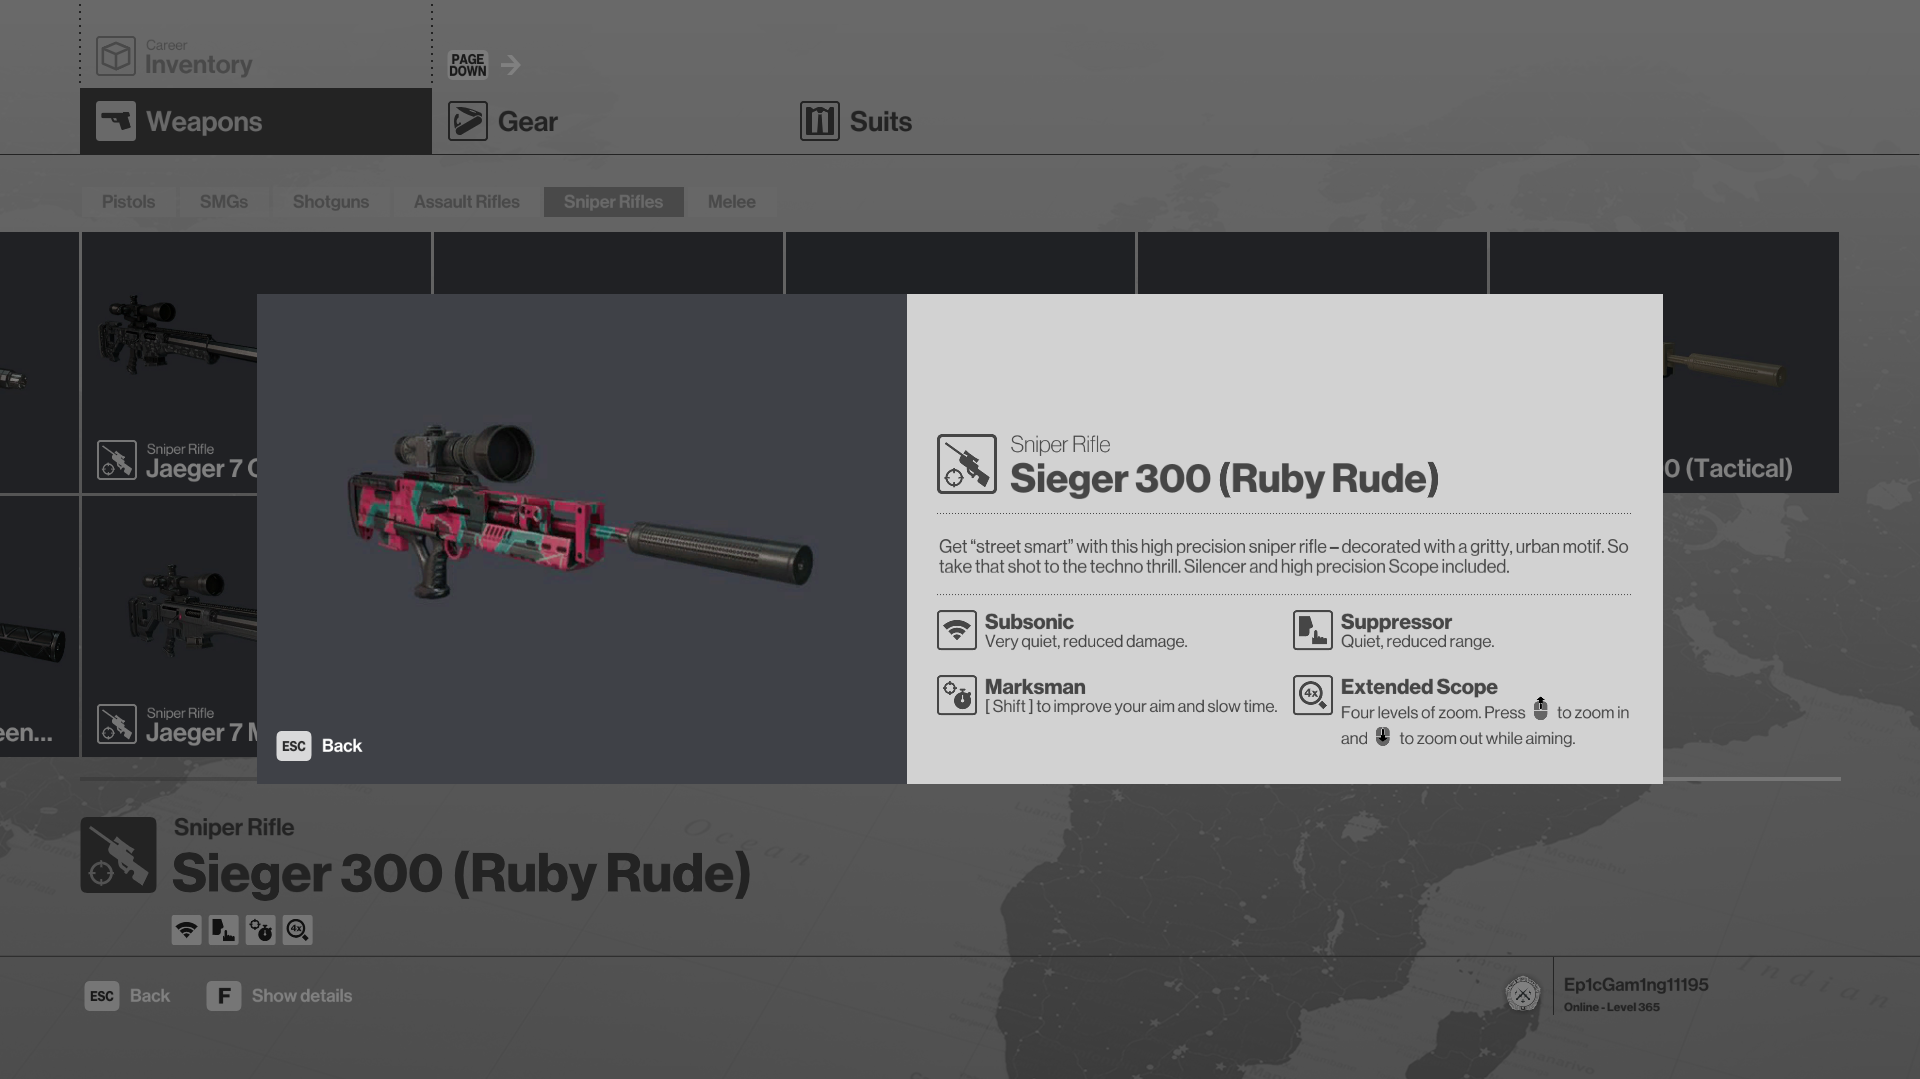 Career
Inventory
PAGE
DOWN
Weapons
Gear
Suits
Pistols
SMGs
Shotguns
Assault Rifles
Sniper Rifles
Melee
Sniper Rifle
Jaeger 7
0 (Tactical)
een...
Sniper Rifle
Jaeger 7
Sniper Rifle
Sieger 300 (Ruby Rude)
Get “street smart” with this high precision sniper rifle – decorated with a gritty, urban motif. So
take that shot to the techno thrill. Silencer and high precision Scope included.
Subsonic
Very quiet, reduced damage.
Suppressor
Quiet, reduced range.
Marksman
[ Shift ] to improve your aim and slow time.
4x
Extended Scope
Four levels of zoom. Press to zoom in
and to zoom out while aiming.
ESC Back
Sniper Rifle
Sieger 300 (Ruby Rude)
4x
Ocean
Indian
ESC Back
F Show details
Ep1cGam1ng11195
Online - Level 365